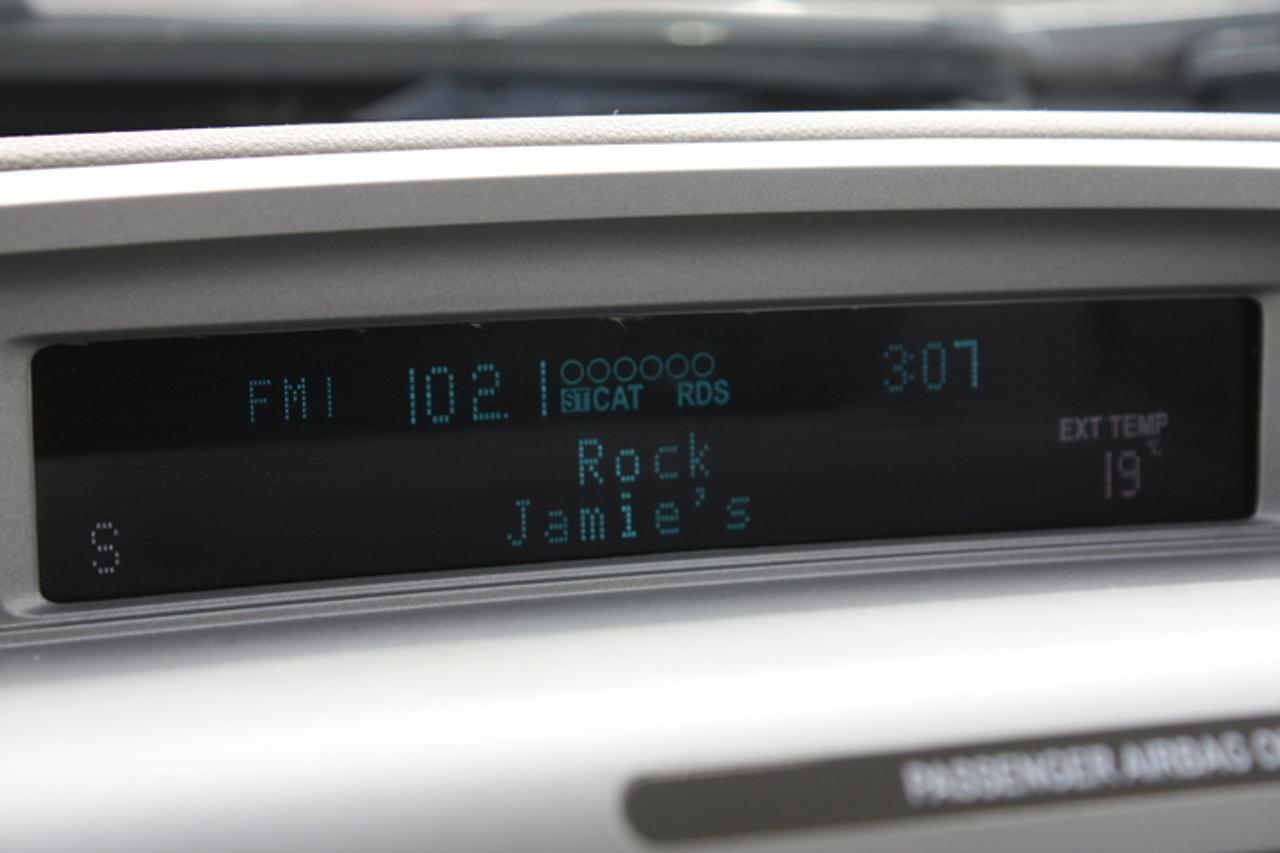 FM1 102.1 ST CAT RDS 3:07
EXT TEMP
Rock
19°C
Jamie's
S
PASSENGER AIRBAG